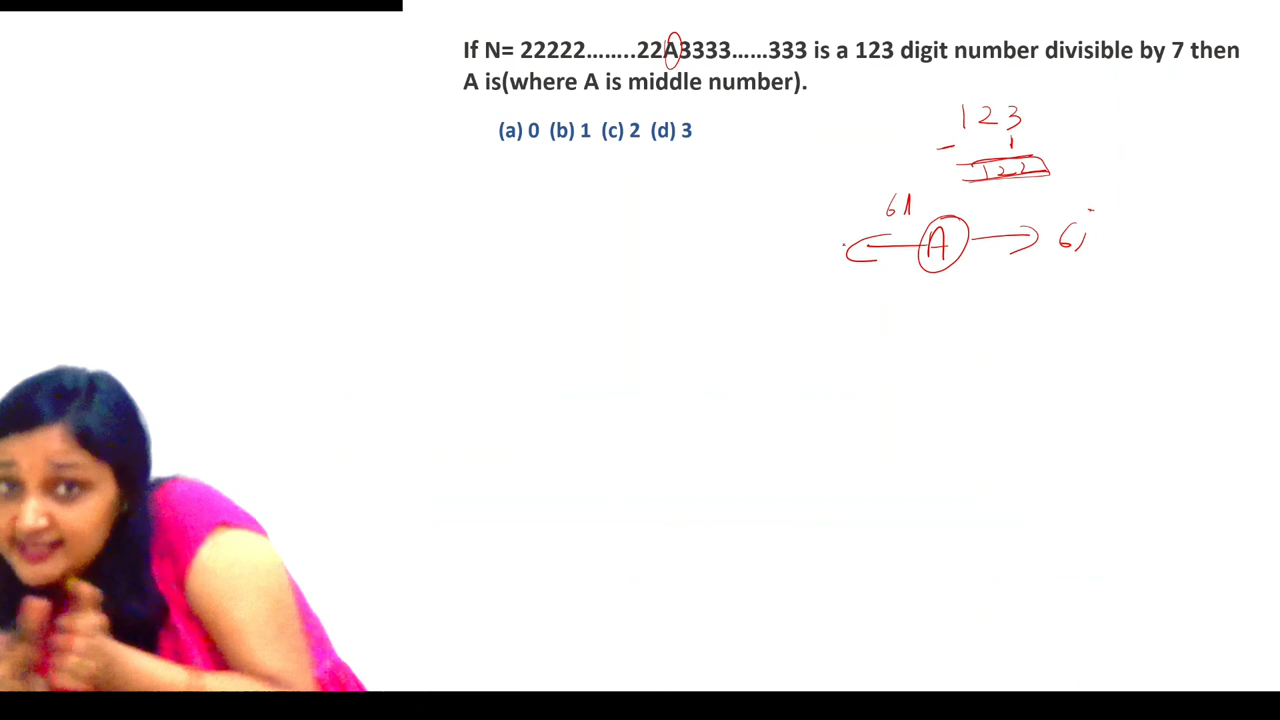 If N= 22222……..22A3333……333 is a 123 digit number divisible by 7 then
A is(where A is middle number).
(a) 0 (b) 1 (c) 2 (d) 3
123
- 1
122
61
A